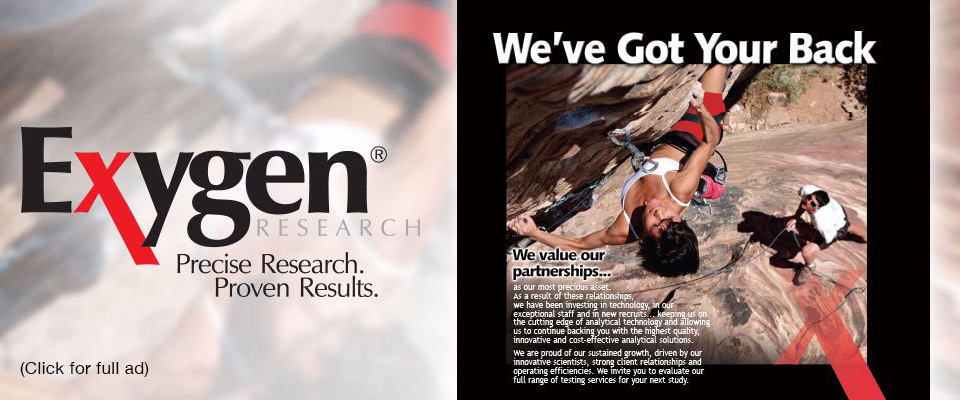 Exygen®
RESEARCH
Precise Research.
Proven Results.
(Click for full ad)
We've Got Your Back
We value our
partnerships...
as our most precious asset.
As a result of these relationships,
we have been investing in technology, in our
exceptional staff and in new recruits... keeping us on
the cutting edge of analytical technology and allowing
us to continue backing you with the highest quality,
innovative and cost-effective analytical solutions.
We are proud of our sustained growth, driven by our
innovative scientists, strong client relationships and
operating efficiencies. We invite you to evaluate our
full range of testing services for your next study.